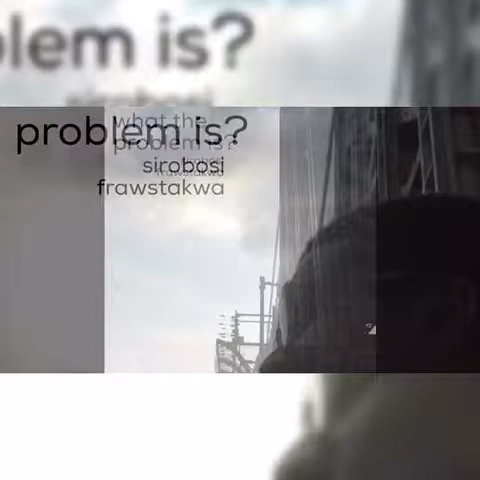 lem is?
problem is?
what the
problem is?
sirobosi
frawstakwa